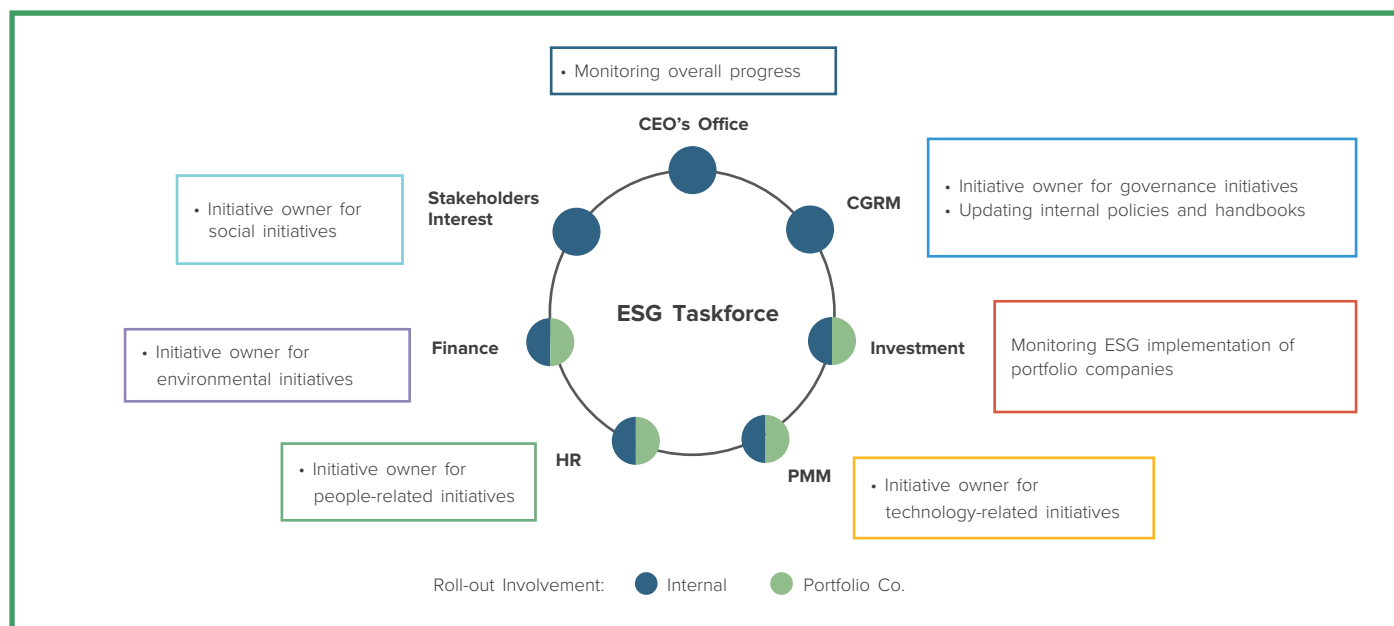 • Monitoring overall progress
CEO's Office
Stakeholders
Interest
• Initiative owner for
social initiatives
CGRM
• Initiative owner for governance initiatives
• Updating internal policies and handbooks
ESG Taskforce
Finance
• Initiative owner for
environmental initiatives
Investment
Monitoring ESG implementation of
portfolio companies
HR
• Initiative owner for
people-related initiatives
PMM
• Initiative owner for
technology-related initiatives
Roll-out Involvement: Internal Portfolio Co.